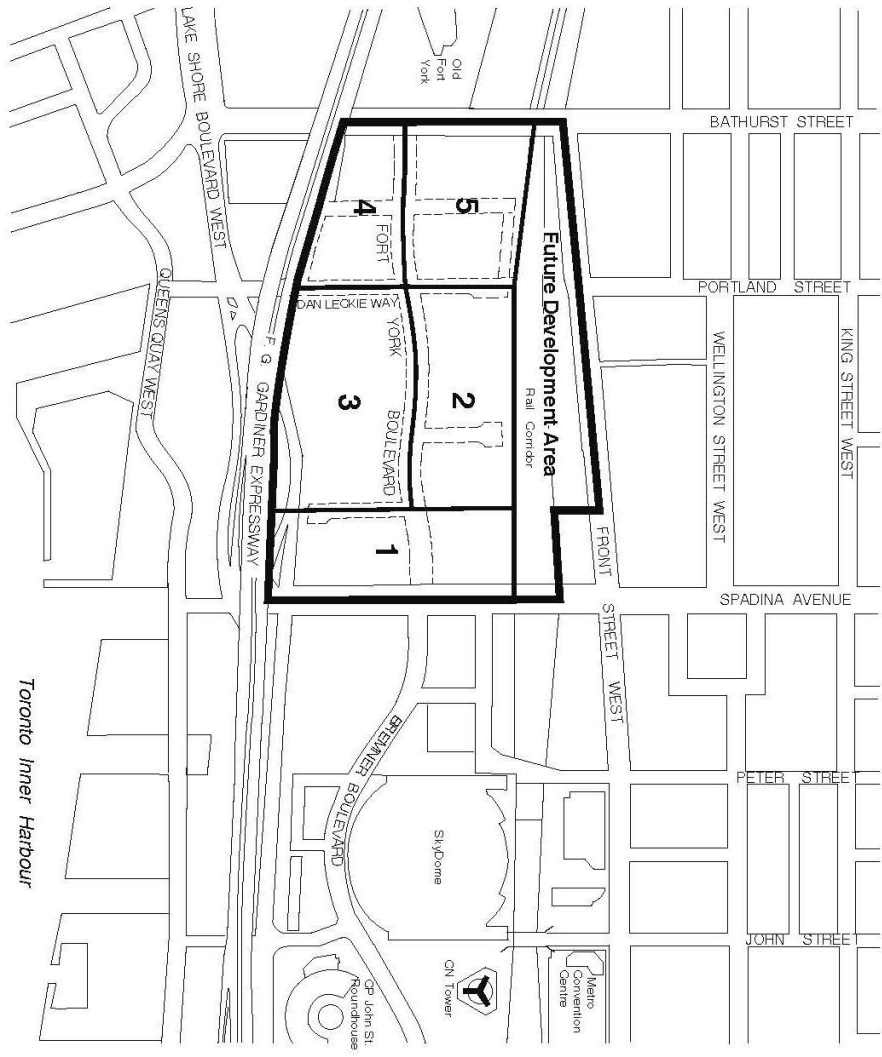 KING STREET WEST
WELLINGTON STREET WEST
BATHURST STREET
PORTLAND STREET
SPADINA AVENUE
PETER STREET
JOHN STREET
FRONT STREET WEST
Old
Fort
York
Future Development Area
Rail Corridor
5
2
4
FORT YORK BOULEVARD
DAN LECKIE WAY
3
1
Metro
Convention
Centre
CN Tower
SkyDome
BREMNER BOULEVARD
CP John St.
Roundhouse
F. G. GARDINER EXPRESSWAY
LAKE SHORE BOULEVARD WEST
QUEENS QUAY WEST
Toronto Inner Harbour